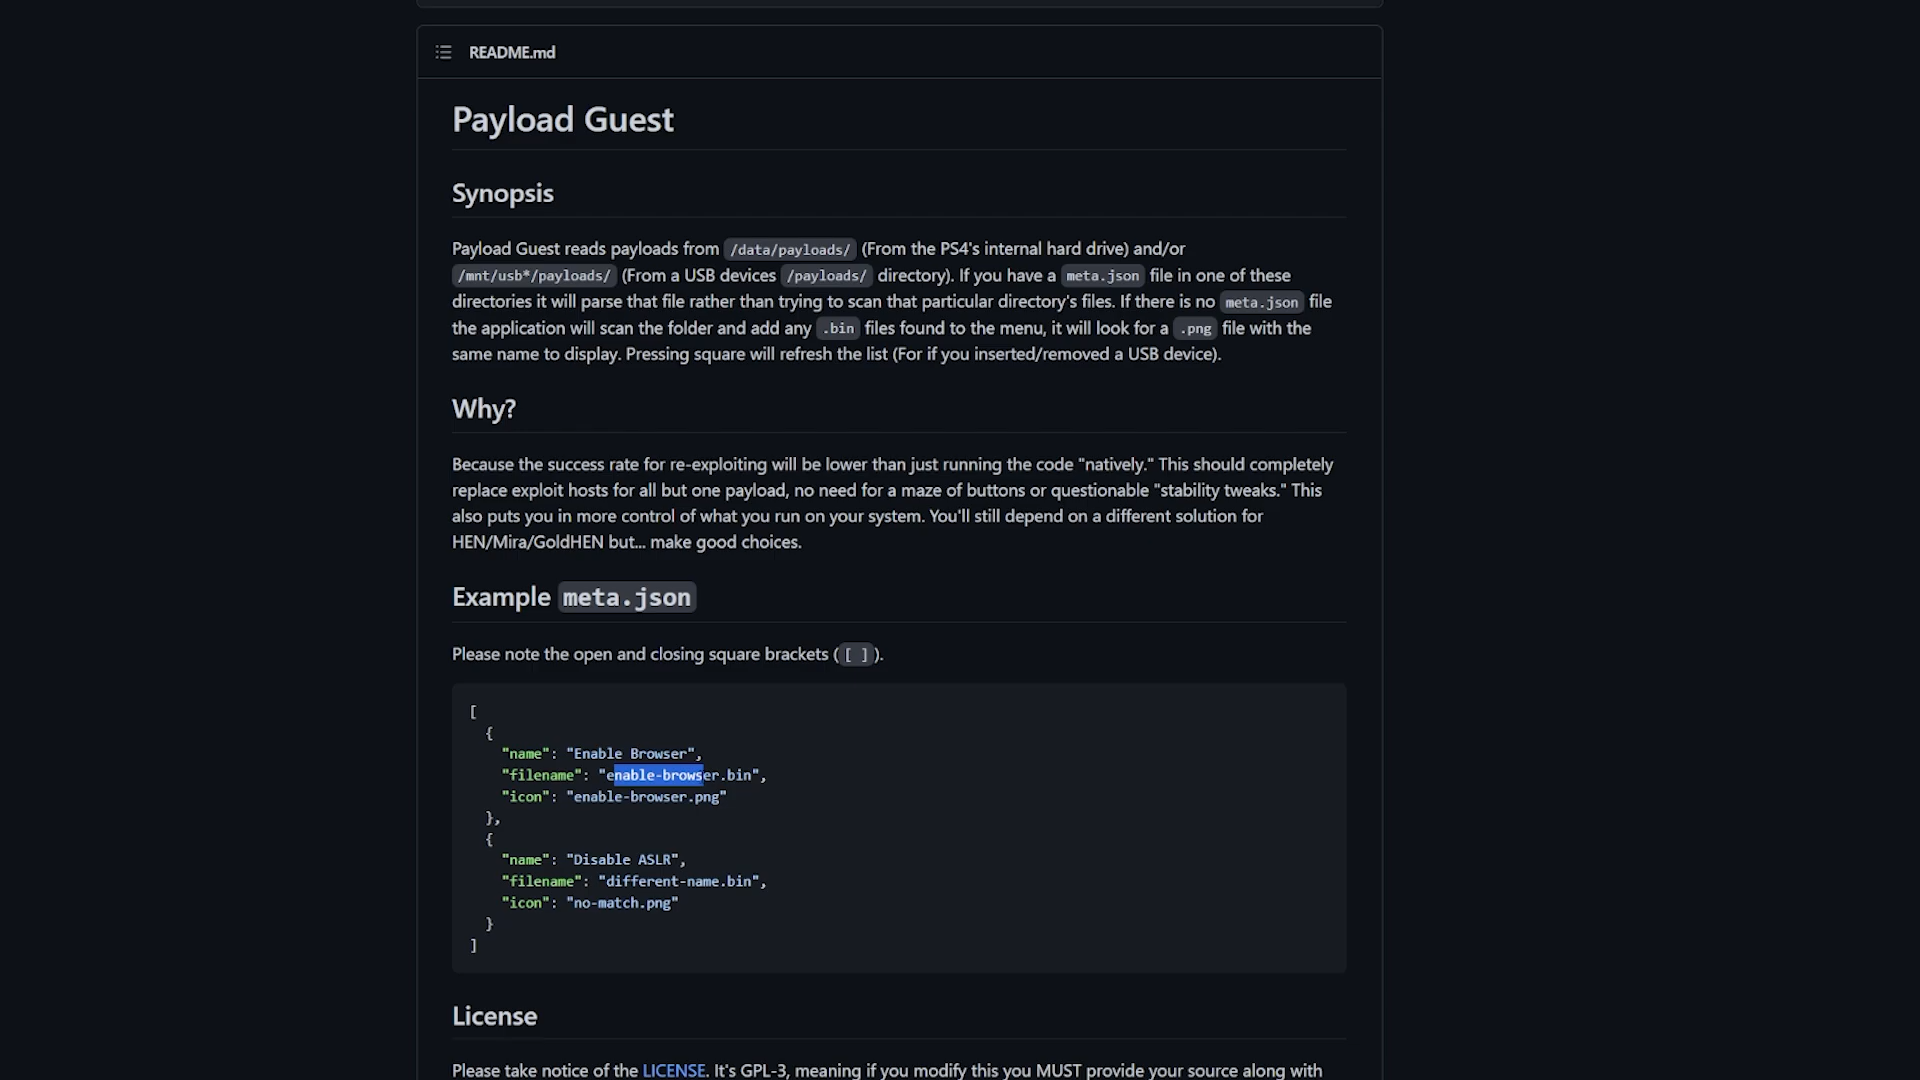 README.md
Payload Guest
Synopsis
Payload Guest reads payloads from /data/payloads/ (From the PS4's internal hard drive) and/or
/mnt/usb*/payloads/ (From a USB devices /payloads/ directory). If you have a meta.json file in one of these
directories it will parse that file rather than trying to scan that particular directory's files. If there is no meta.json file
the application will scan the folder and add any .bin files found to the menu, it will look for a .png file with the
same name to display. Pressing square will refresh the list (For if you inserted/removed a USB device).
Why?
Because the success rate for re-exploiting will be lower than just running the code "natively." This should completely
replace exploit hosts for all but one payload, no need for a maze of buttons or questionable "stability tweaks." This
also puts you in more control of what you run on your system. You'll still depend on a different solution for
HEN/Mira/GoldHEN but... make good choices.
Example meta.json
Please note the open and closing square brackets ( [ ] ).
[
{
"name": "Enable Browser",
"filename": "enable-browser.bin",
"icon": "enable-browser.png"
},
{
"name": "Disable ASLR",
"filename": "different-name.bin",
"icon": "no-match.png"
}
]
License
Please take notice of the LICENSE. It's GPL-3, meaning if you modify this you MUST provide your source along with